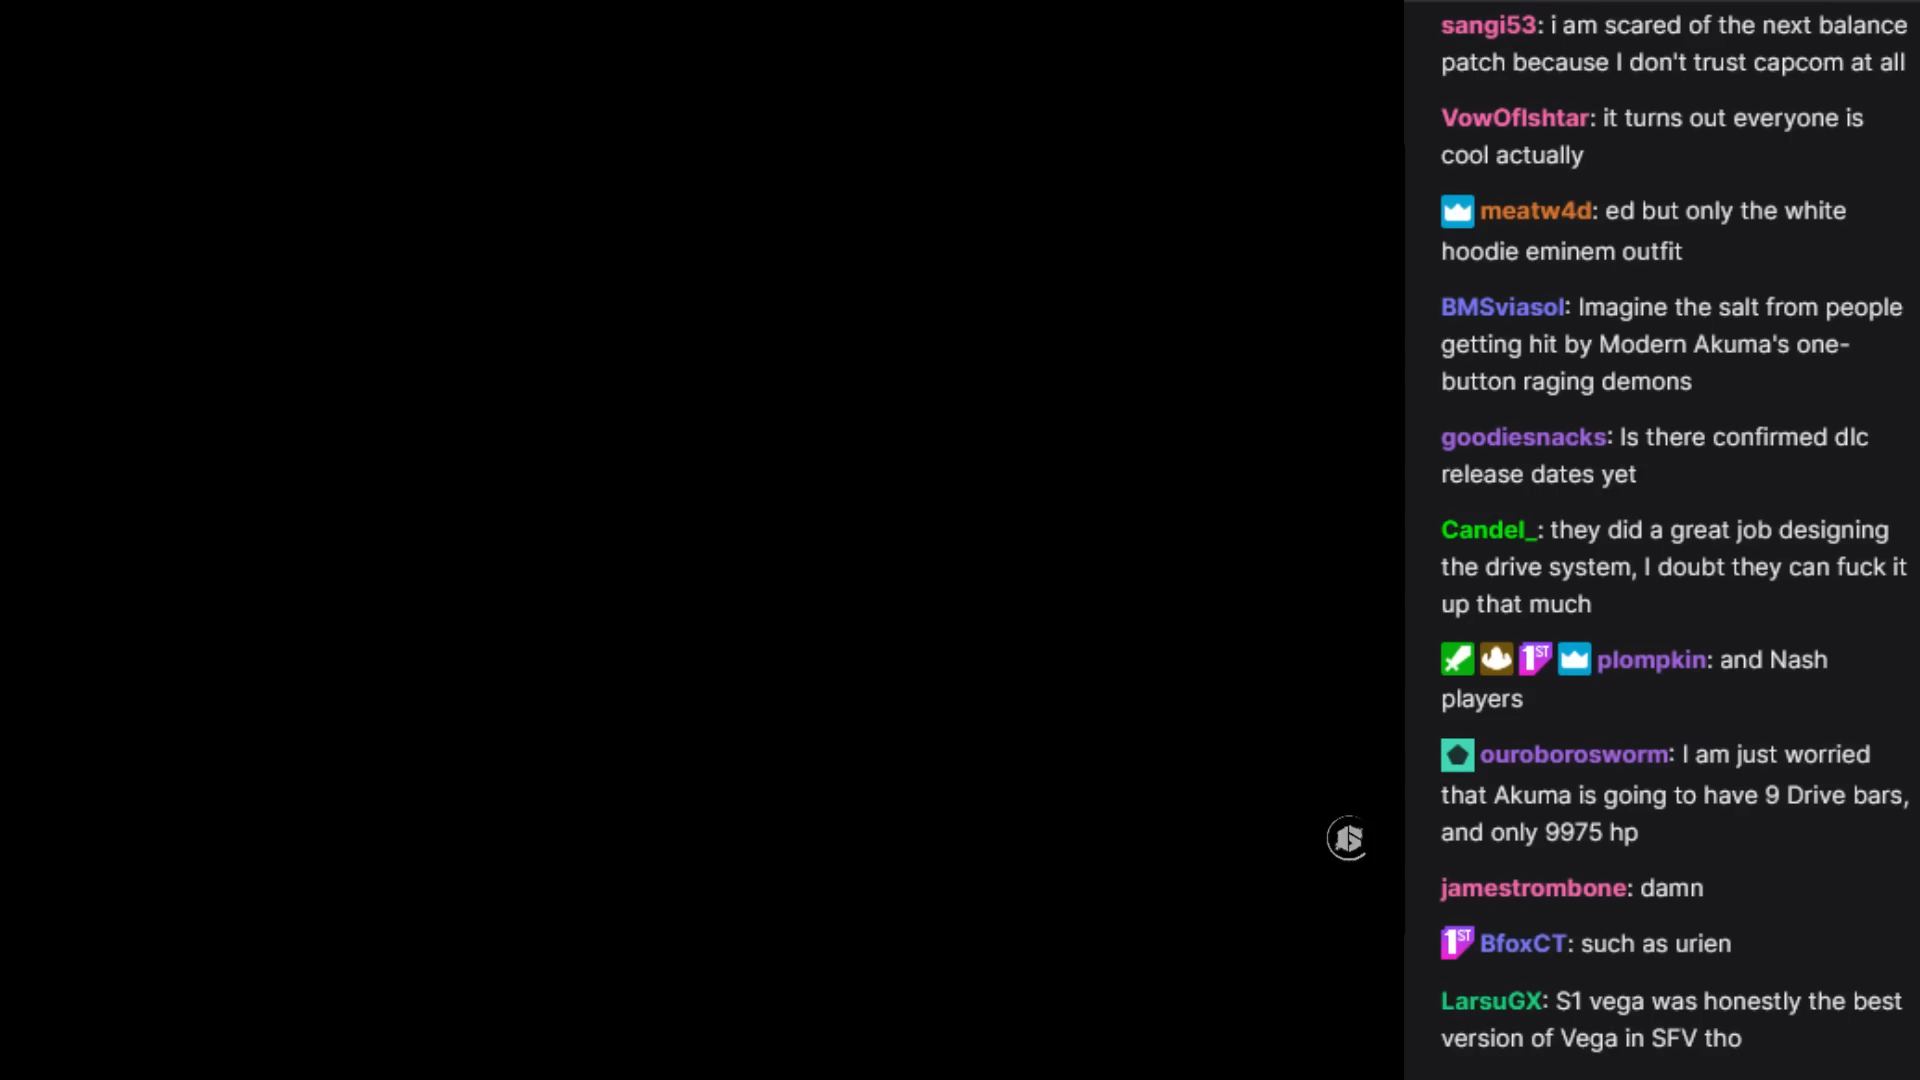 sangi53: i am scared of the next balance
patch because I don't trust capcom at all
VowOfIshtar: it turns out everyone is
cool actually
meatw4d: ed but only the white
hoodie eminem outfit
BMSviasol: Imagine the salt from people
getting hit by Modern Akuma's one-
button raging demons
goodiesnacks: Is there confirmed dlc
release dates yet
Candel_: they did a great job designing
the drive system, I doubt they can fuck it
up that much
1ST plompkin: and Nash
players
ouroborosworm: I am just worried
that Akuma is going to have 9 Drive bars,
and only 9975 hp
jamestrombone: damn
1ST BfoxCT: such as urien
LarsuGX: S1 vega was honestly the best
version of Vega in SFV tho